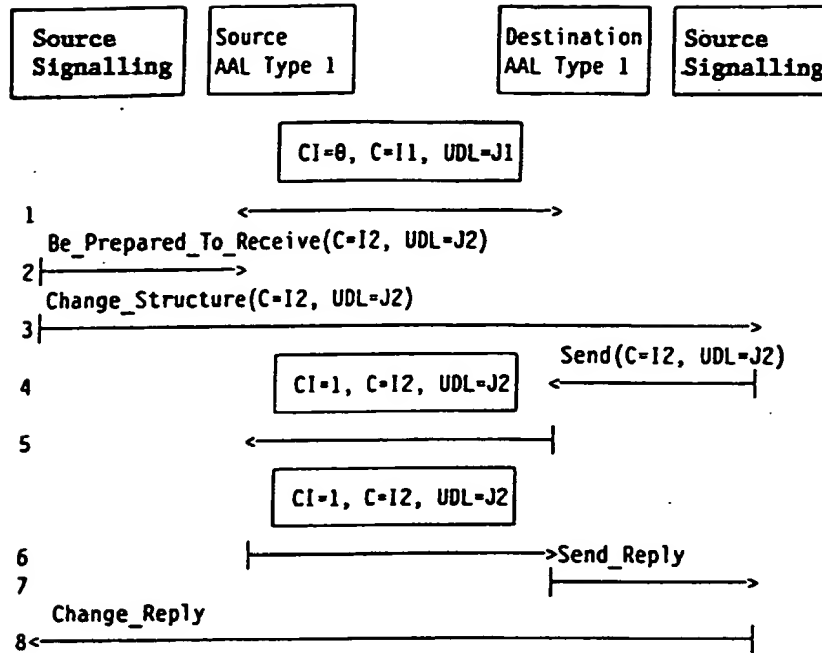 Source Signalling
Source AAL Type 1
Destination AAL Type 1
Source Signalling
CI=0, C=I1, UDL=J1
1
Be_Prepared_To_Receive(C=I2, UDL=J2)
2
Change_Structure(C=I2, UDL=J2)
3
Send(C=I2, UDL=J2)
4
CI=1, C=I2, UDL=J2
5
CI=1, C=I2, UDL=J2
6
Send_Reply
7
Change_Reply
8